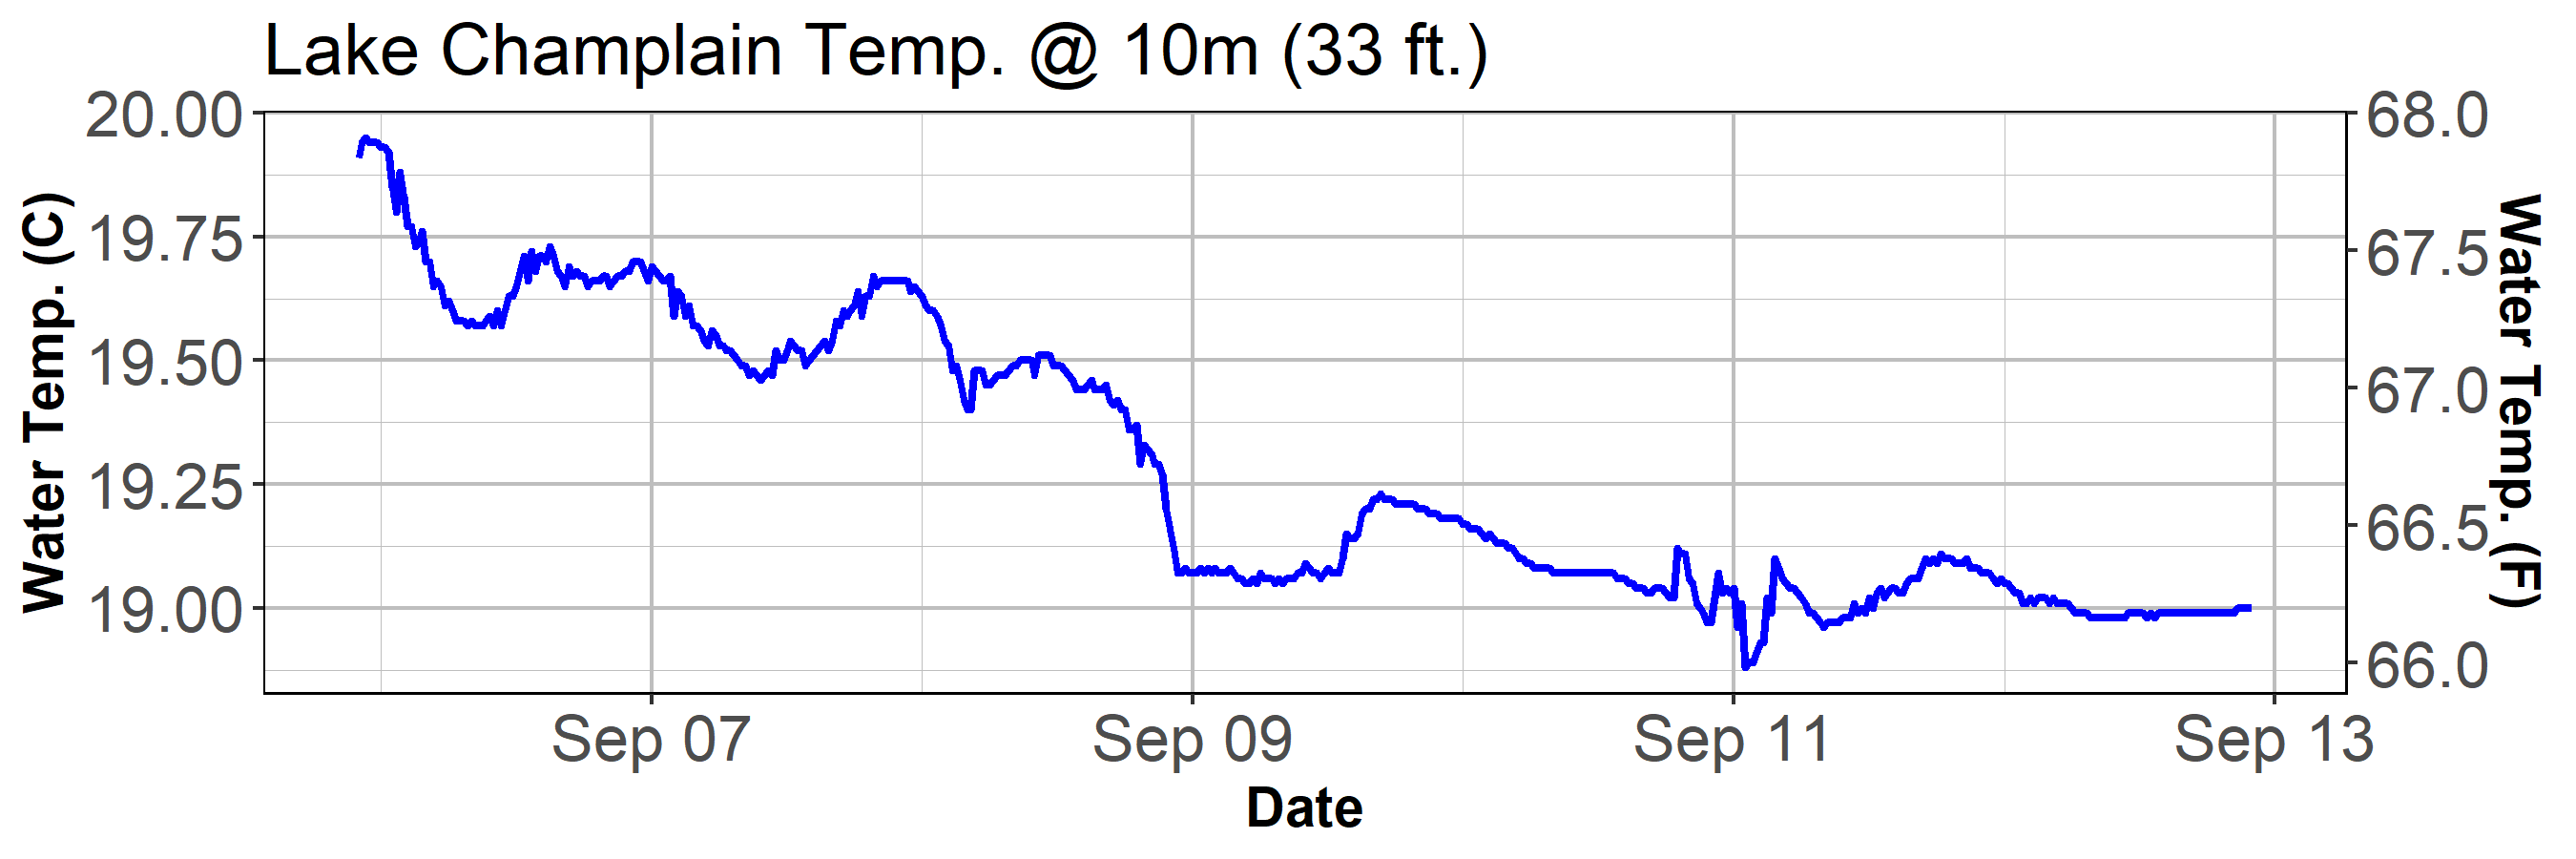 Lake Champlain Temp. @ 10m (33 ft.)
Water Temp. (C)
20.00
19.75
19.50
19.25
19.00
68.0
67.5
67.0
66.5
66.0
Water Temp. (F)
Sep 07
Sep 09
Sep 11
Sep 13
Date